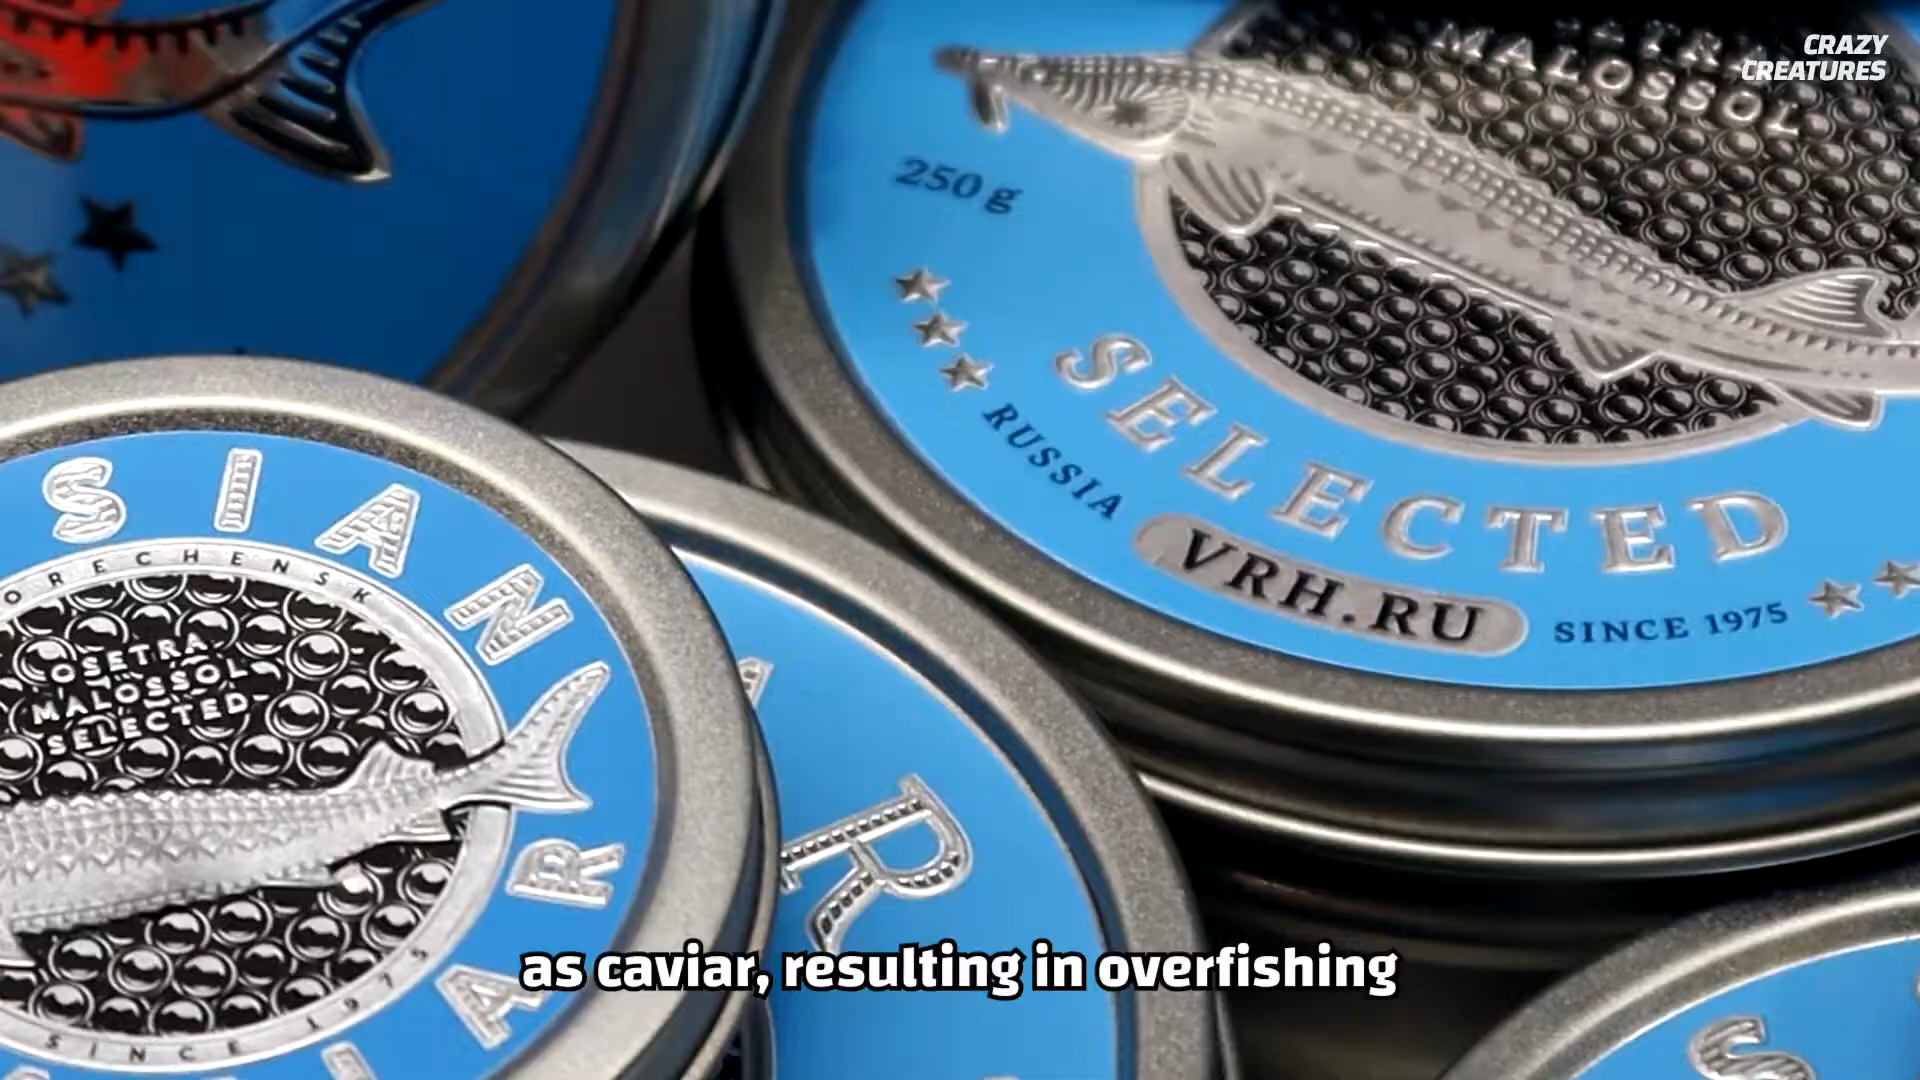 CRAZY
CREATURES
MALOSSOL
250 g
SELECTED
RUSSIA
VRH.RU
SINCE 1975
SIAN
ORECHENSK
OSETRA
MALOSSOL
SELECTED
SINCE 1975
R
as caviar, resulting in overfishing